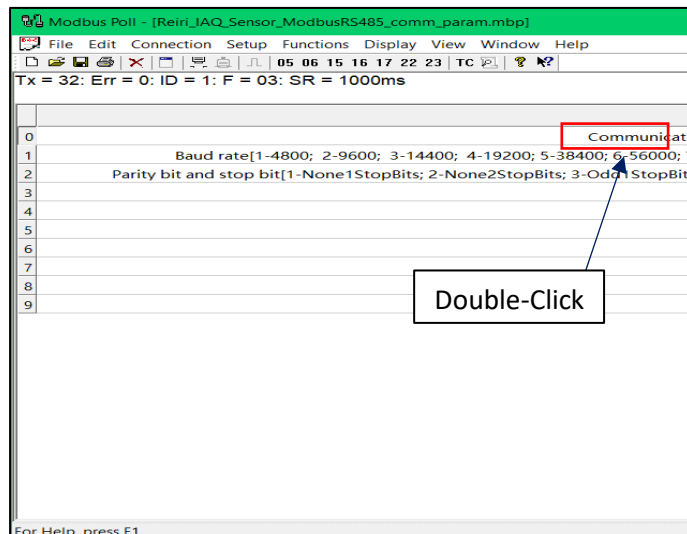 Modbus Poll - [Reiri_IAQ_Sensor_ModbusRS485_comm_param.mbp]
File Edit Connection Setup Functions Display View Window Help
05 06 15 16 17 22 23 TC
Tx = 32: Err = 0: ID = 1: F = 03: SR = 1000ms
0 Communicat
1 Baud rate[1-4800; 2-9600; 3-14400; 4-19200; 5-38400; 6-56000;
2 Parity bit and stop bit[1-None1StopBits; 2-None2StopBits; 3-Odd1StopBit
3
4
5
6
7
8
9
Double-Click
For Help, press F1